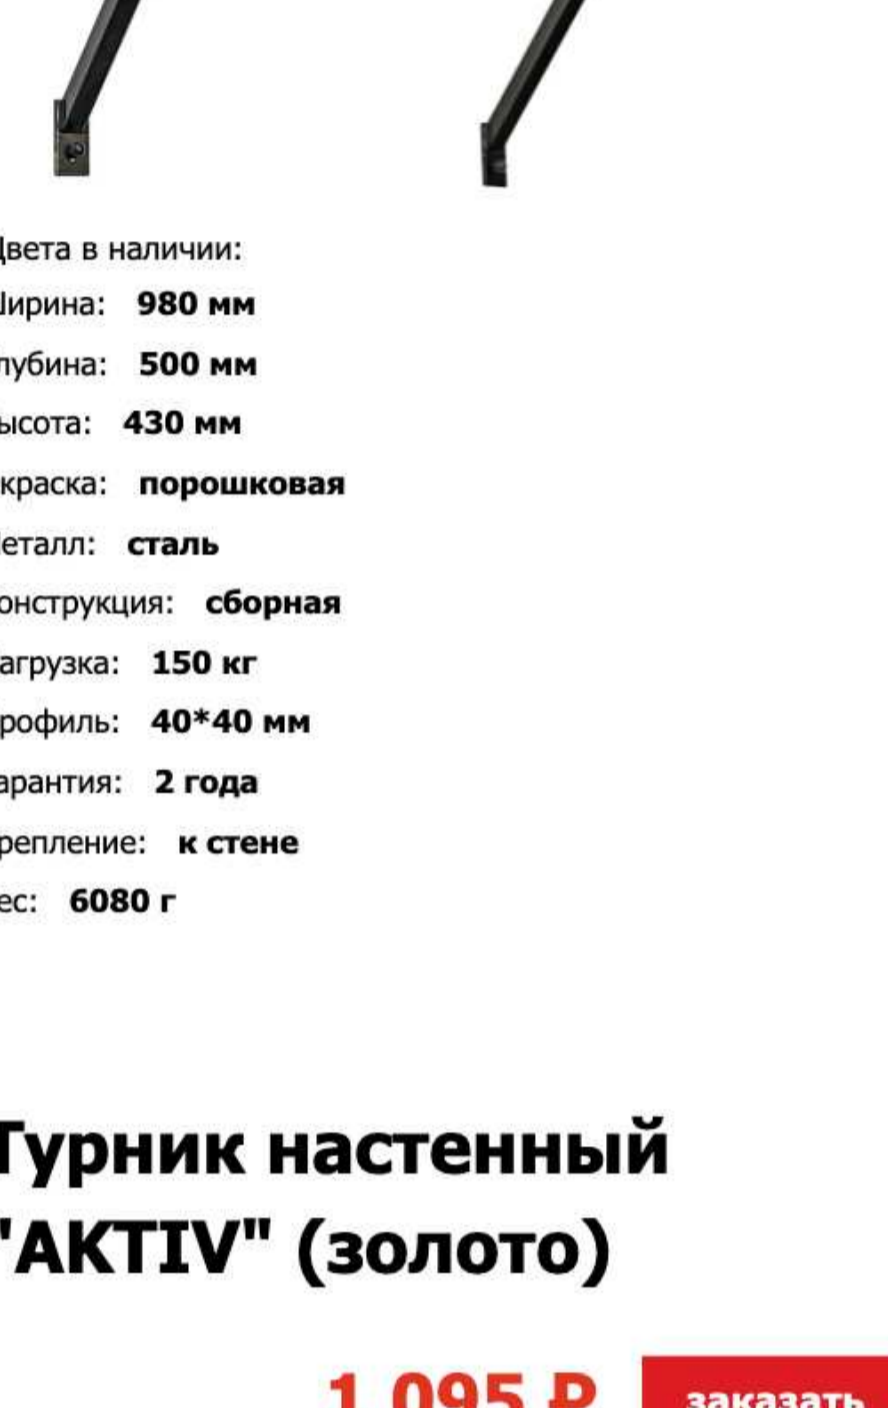 Цвета в наличии:
Ширина: 980 мм
лубина: 500 мм
ысота: 430 мм
краска: порошковая
еталл: сталь
онструкция: сборная
агрузка: 150 кг
рофиль: 40*40 мм
арантия: 2 года
репление: к стене
ес: 6080 г
Турник настенный
"AKTIV" (золото)
1 095 ₽ заказать